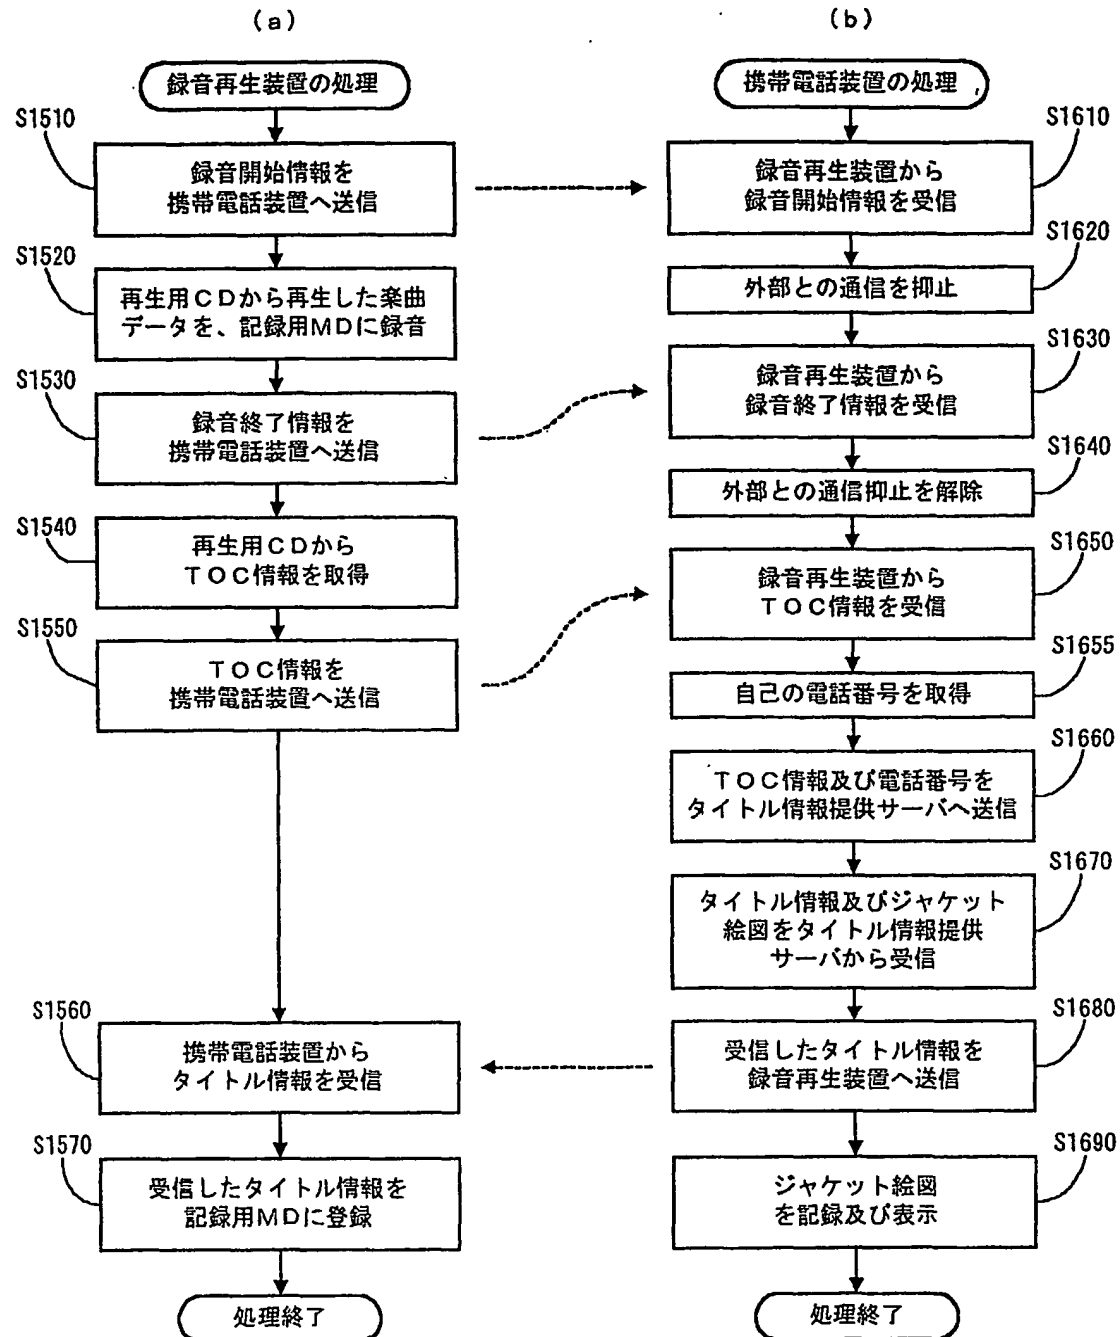 (a)
録音再生装置の処理
S1510
録音開始情報を
携帯電話装置へ送信
S1520
再生用CDから再生した楽曲
データを、記録用MDに録音
S1530
録音終了情報を
携帯電話装置へ送信
S1540
再生用CDから
TOC情報を取得
S1550
TOC情報を
携帯電話装置へ送信
S1560
携帯電話装置から
タイトル情報を受信
S1570
受信したタイトル情報を
記録用MDに登録
処理終了
(b)
携帯電話装置の処理
S1610
録音再生装置から
録音開始情報を受信
S1620
外部との通信を抑止
S1630
録音再生装置から
録音終了情報を受信
S1640
外部との通信抑止を解除
S1650
録音再生装置から
TOC情報を受信
S1655
自己の電話番号を取得
S1660
TOC情報及び電話番号を
タイトル情報提供サーバへ送信
S1670
タイトル情報及びジャケット
絵図をタイトル情報提供
サーバから受信
S1680
受信したタイトル情報を
録音再生装置へ送信
S1690
ジャケット絵図
を記録及び表示
処理終了